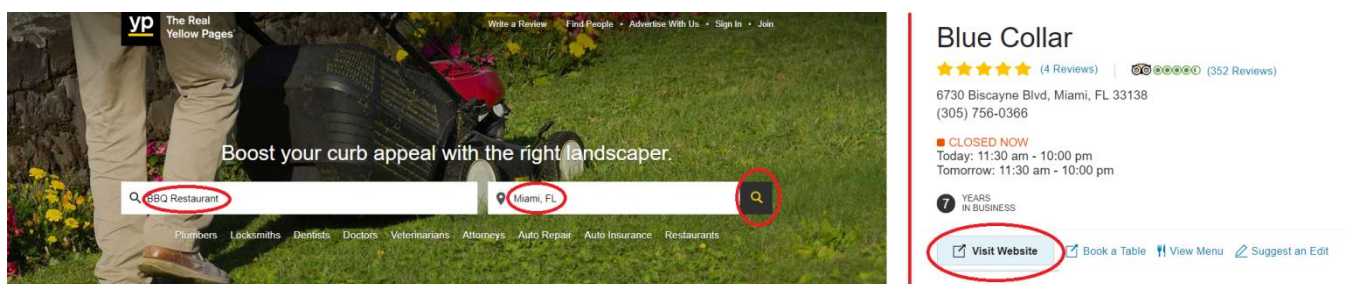 yp The Real
Yellow Pages
Write a Review Find People • Advertise With Us • Sign In • Join
Boost your curb appeal with the right landscaper.
BBQ Restaurant
Miami, FL
Plumbers Locksmiths Dentists Doctors Veterinarians Attorneys Auto Repair Auto Insurance Restaurants
Blue Collar
(4 Reviews) (352 Reviews)
6730 Biscayne Blvd, Miami, FL 33138
(305) 756-0366
CLOSED NOW
Today: 11:30 am - 10:00 pm
Tomorrow: 11:30 am - 10:00 pm
7 YEARS
IN BUSINESS
Visit Website Book a Table View Menu Suggest an Edit